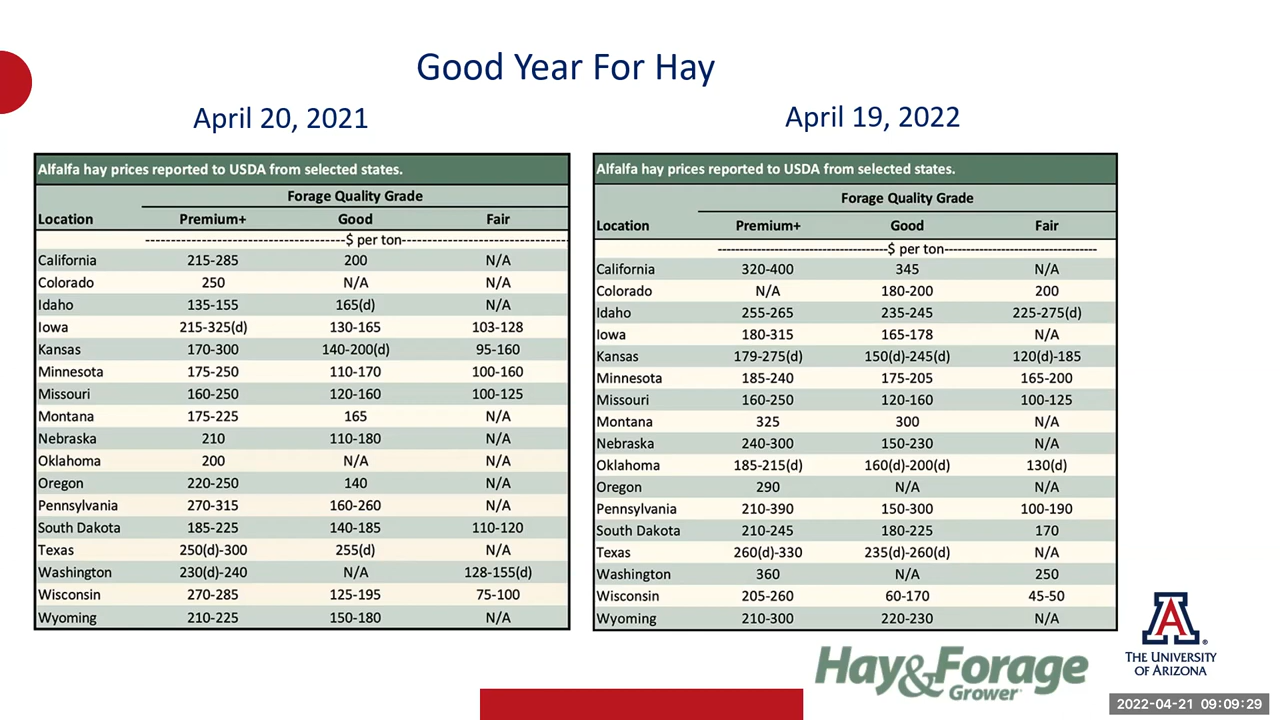 Good Year For Hay
April 20, 2021
Alfalfa hay prices reported to USDA from selected states.
Forage Quality Grade
Location Premium+ Good Fair
---------------------------------------$ per ton---------------------------------
California 215-285 200 N/A
Colorado 250 N/A N/A
Idaho 135-155 165(d) N/A
Iowa 215-325(d) 130-165 103-128
Kansas 170-300 140-200(d) 95-160
Minnesota 175-250 110-170 100-160
Missouri 160-250 120-160 100-125
Montana 175-225 165 N/A
Nebraska 210 110-180 N/A
Oklahoma 200 N/A N/A
Oregon 220-250 140 N/A
Pennsylvania 270-315 160-260 N/A
South Dakota 185-225 140-185 110-120
Texas 250(d)-300 255(d) N/A
Washington 230(d)-240 N/A 128-155(d)
Wisconsin 270-285 125-195 75-100
Wyoming 210-225 150-180 N/A
April 19, 2022
Alfalfa hay prices reported to USDA from selected states.
Forage Quality Grade
Location Premium+ Good Fair
----------------------------------$ per ton------------------------------
California 320-400 345 N/A
Colorado N/A 180-200 200
Idaho 255-265 235-245 225-275(d)
Iowa 180-315 165-178 N/A
Kansas 179-275(d) 150(d)-245(d) 120(d)-185
Minnesota 185-240 175-205 165-200
Missouri 160-250 120-160 100-125
Montana 325 300 N/A
Nebraska 240-300 150-230 N/A
Oklahoma 185-215(d) 160(d)-200(d) 130(d)
Oregon 290 N/A N/A
Pennsylvania 210-390 150-300 100-190
South Dakota 210-245 180-225 170
Texas 260(d)-330 235(d)-260(d) N/A
Washington 360 N/A 250
Wisconsin 205-260 60-170 45-50
Wyoming 210-300 220-230 N/A
Hay&Forage
Grower
A
THE UNIVERSITY
OF ARIZONA
2022-04-21 09:09:29